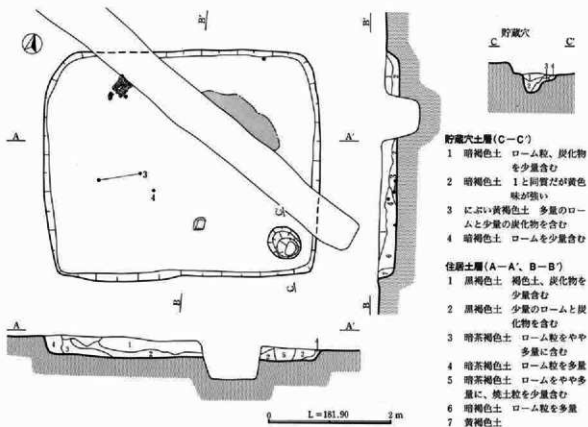 B′
B′
貯蔵穴
C
C′
3 4
2
A
A′
3
4
C
C′
B
B
A
A′
4
3
1
2
2
5
2
4
L=181.90
0
2 m
貯蔵穴土層(C－C′)
1 暗褐色土 ローム粒、炭化物
を少量含む
2 暗褐色土 1と同質だが黄色
味が強い
3 にぶい黄褐色土 多量のロー
ムと少量の炭化物を含む
4 暗褐色土 ロームを少量含む
住居土層(A－A′、B－B′)
1 黒褐色土 褐色土、炭化物を
少量含む
2 黒褐色土 少量のロームと炭
化物を含む
3 暗茶褐色土 ローム粒をやや
多量に含む
4 暗茶褐色土 ローム粒を多量
5 暗茶褐色土 ロームをやや多
量に、焼土粒を少量含む
6 暗褐色土 ローム粒を多量
7 黄褐色土